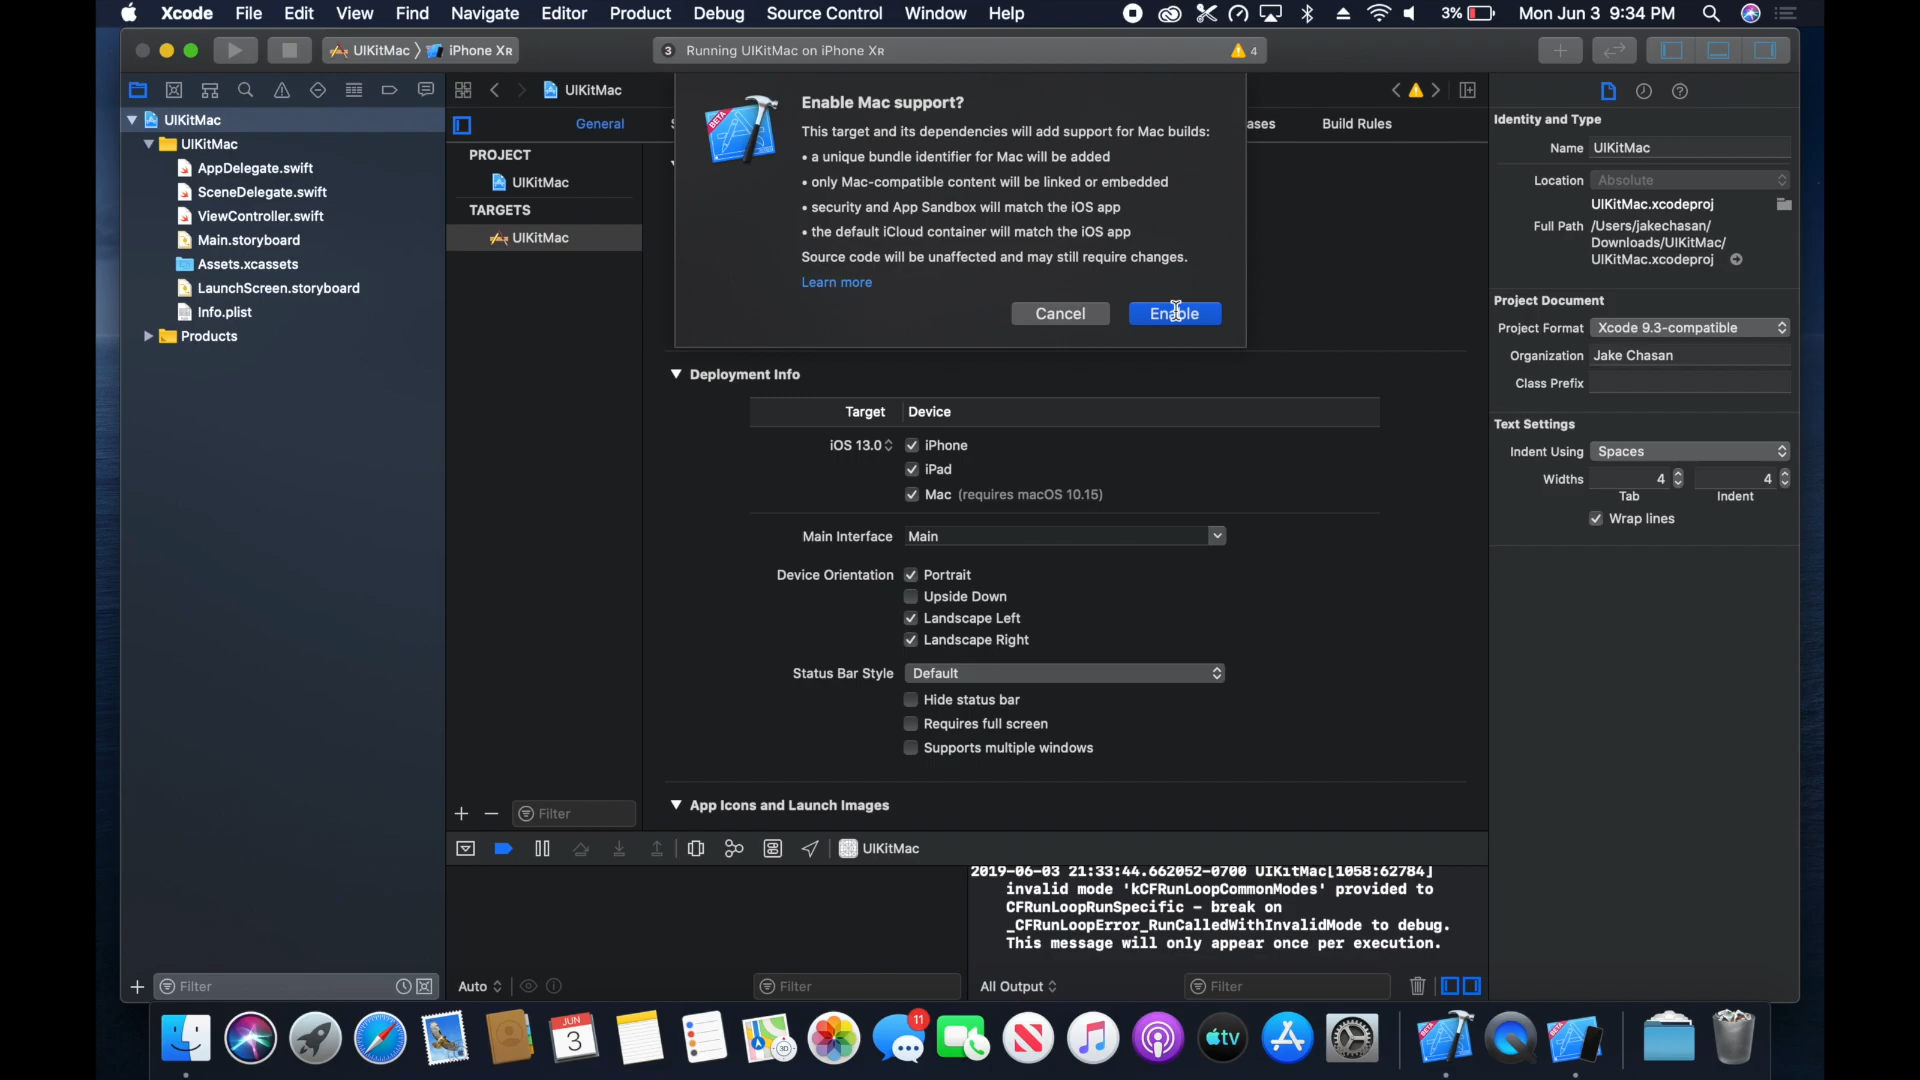 Xcode File Edit View Find Navigate Editor Product Debug Source Control Window Help 3% Mon Jun 3 9:34 PM
UIKitMac iPhone XR 3 Running UIKitMac on iPhone XR 4
UIKitMac
UIKitMac
AppDelegate.swift
SceneDelegate.swift
ViewController.swift
Main.storyboard
Assets.xcassets
LaunchScreen.storyboard
Info.plist
Products
Filter
UIKitMac
General
ases Build Rules
PROJECT
UIKitMac
TARGETS
UIKitMac
Filter
BETA
Enable Mac support?
This target and its dependencies will add support for Mac builds:
• a unique bundle identifier for Mac will be added
• only Mac-compatible content will be linked or embedded
• security and App Sandbox will match the iOS app
• the default iCloud container will match the iOS app
Source code will be unaffected and may still require changes.
Learn more
Cancel Enable
Deployment Info
Target Device
iOS 13.0 iPhone
iPad
Mac (requires macOS 10.15)
Main Interface Main
Device Orientation Portrait
Upside Down
Landscape Left
Landscape Right
Status Bar Style Default
Hide status bar
Requires full screen
Supports multiple windows
App Icons and Launch Images
UIKitMac
2019-06-03 21:33:44.662052-0700 UIKitMac[1058:62784]
invalid mode 'kCFRunLoopCommonModes' provided to
CFRunLoopRunSpecific - break on
_CFRunLoopError_RunCalledWithInvalidMode to debug.
This message will only appear once per execution.
Auto Filter All Output Filter
Identity and Type
Name UIKitMac
Location Absolute
UIKitMac.xcodeproj
Full Path /Users/jakechasan/
Downloads/UIKitMac/
UIKitMac.xcodeproj
Project Document
Project Format Xcode 9.3-compatible
Organization Jake Chasan
Class Prefix
Text Settings
Indent Using Spaces
Widths 4 4
Tab Indent
Wrap lines
JUN
3
3D
11
tv
BETA
BETA